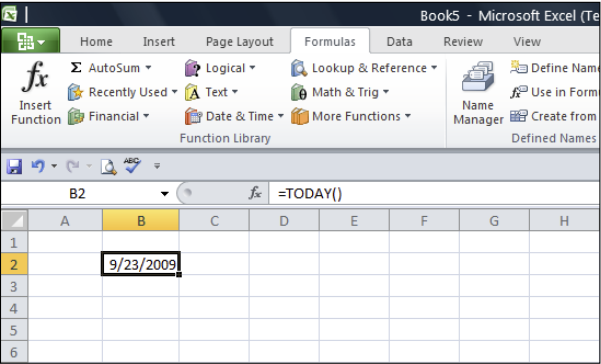 Book5 - Microsoft Excel (Te
Home Insert Page Layout Formulas Data Review View
fx Insert Function
Σ AutoSum
Recently Used
Financial
Logical
A Text
Date & Time
Lookup & Reference
θ Math & Trig
More Functions
Function Library
Name Manager
Define Name
Use in Form
Create from
Defined Names
ABC
B2 fx =TODAY()
A B C D E F G H
1
2 9/23/2009
3
4
5
6